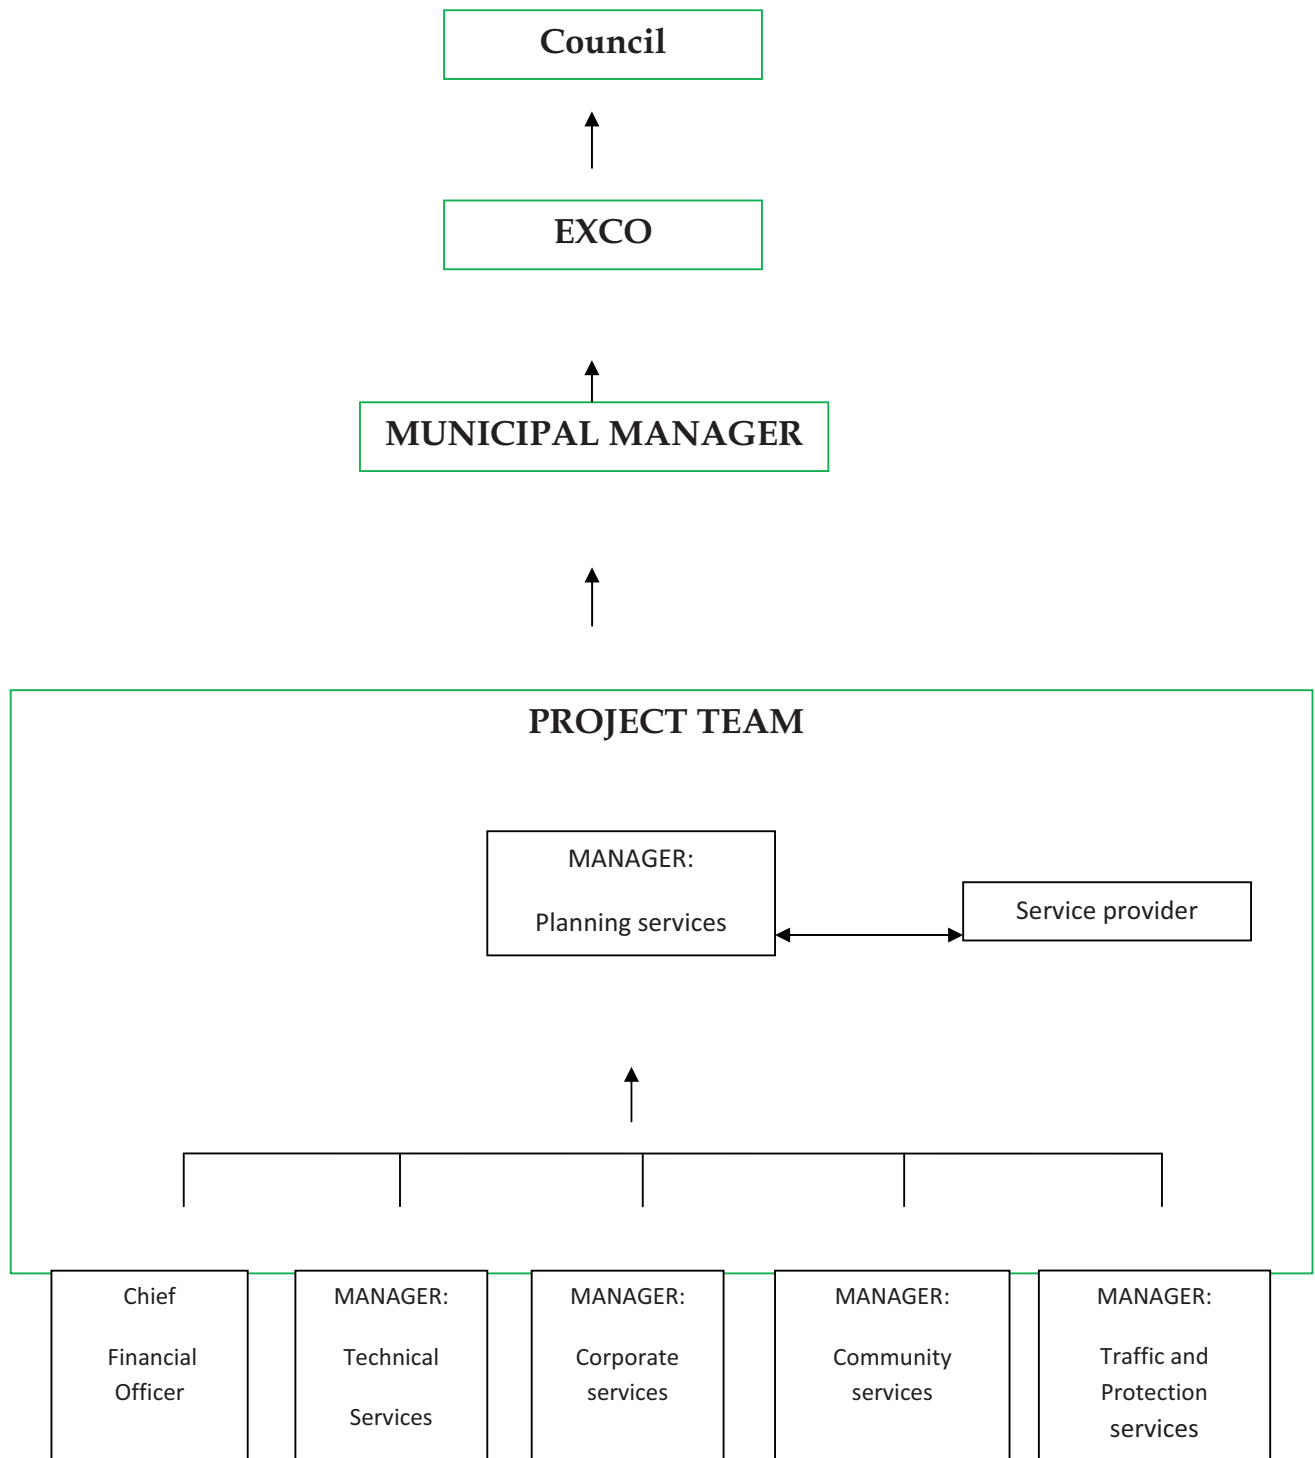 Council
EXCO
MUNICIPAL MANAGER
PROJECT TEAM
MANAGER:
Planning services
Service provider
Chief
Financial
Officer
MANAGER:
Technical
Services
MANAGER:
Corporate
services
MANAGER:
Community
services
MANAGER:
Traffic and
Protection
services